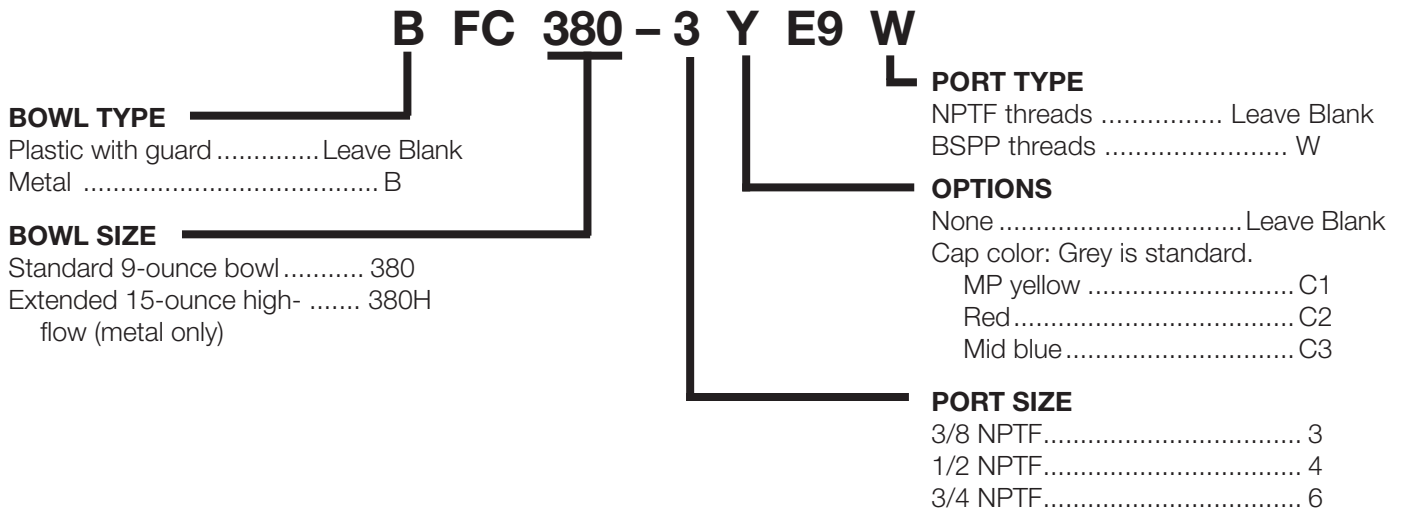 B FC 380 – 3 Y E9 W
BOWL TYPE
Plastic with guard..............Leave Blank
Metal ........................................ B
BOWL SIZE
Standard 9-ounce bowl........... 380
Extended 15-ounce high- ....... 380H
flow (metal only)
PORT TYPE
NPTF threads ................ Leave Blank
BSPP threads ......................... W
OPTIONS
None .................................Leave Blank
Cap color: Grey is standard.
MP yellow ............................C1
Red......................................C2
Mid blue...............................C3
PORT SIZE
3/8 NPTF................................... 3
1/2 NPTF................................... 4
3/4 NPTF................................... 6